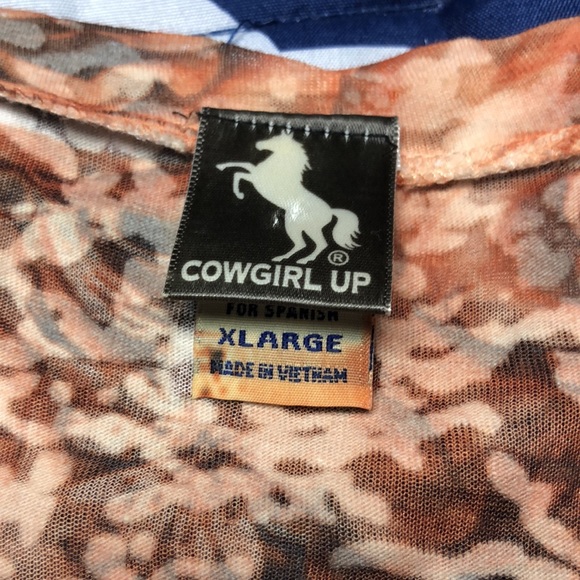 ®
COWGIRL UP
FOR SPANISH
XLARGE
MADE IN VIETNAM